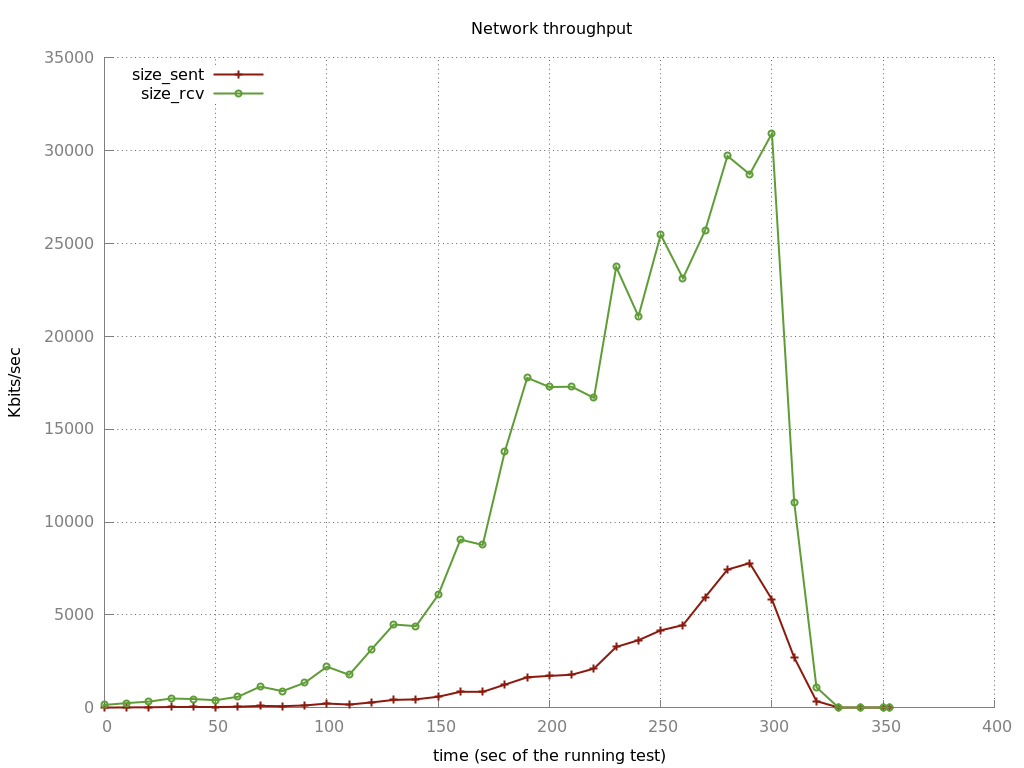 Network throughput
35000
30000
25000
20000
15000
10000
5000
0
size_sent
size_rcv
Kbits/sec
0 50 100 150 200 250 300 350 400
time (sec of the running test)